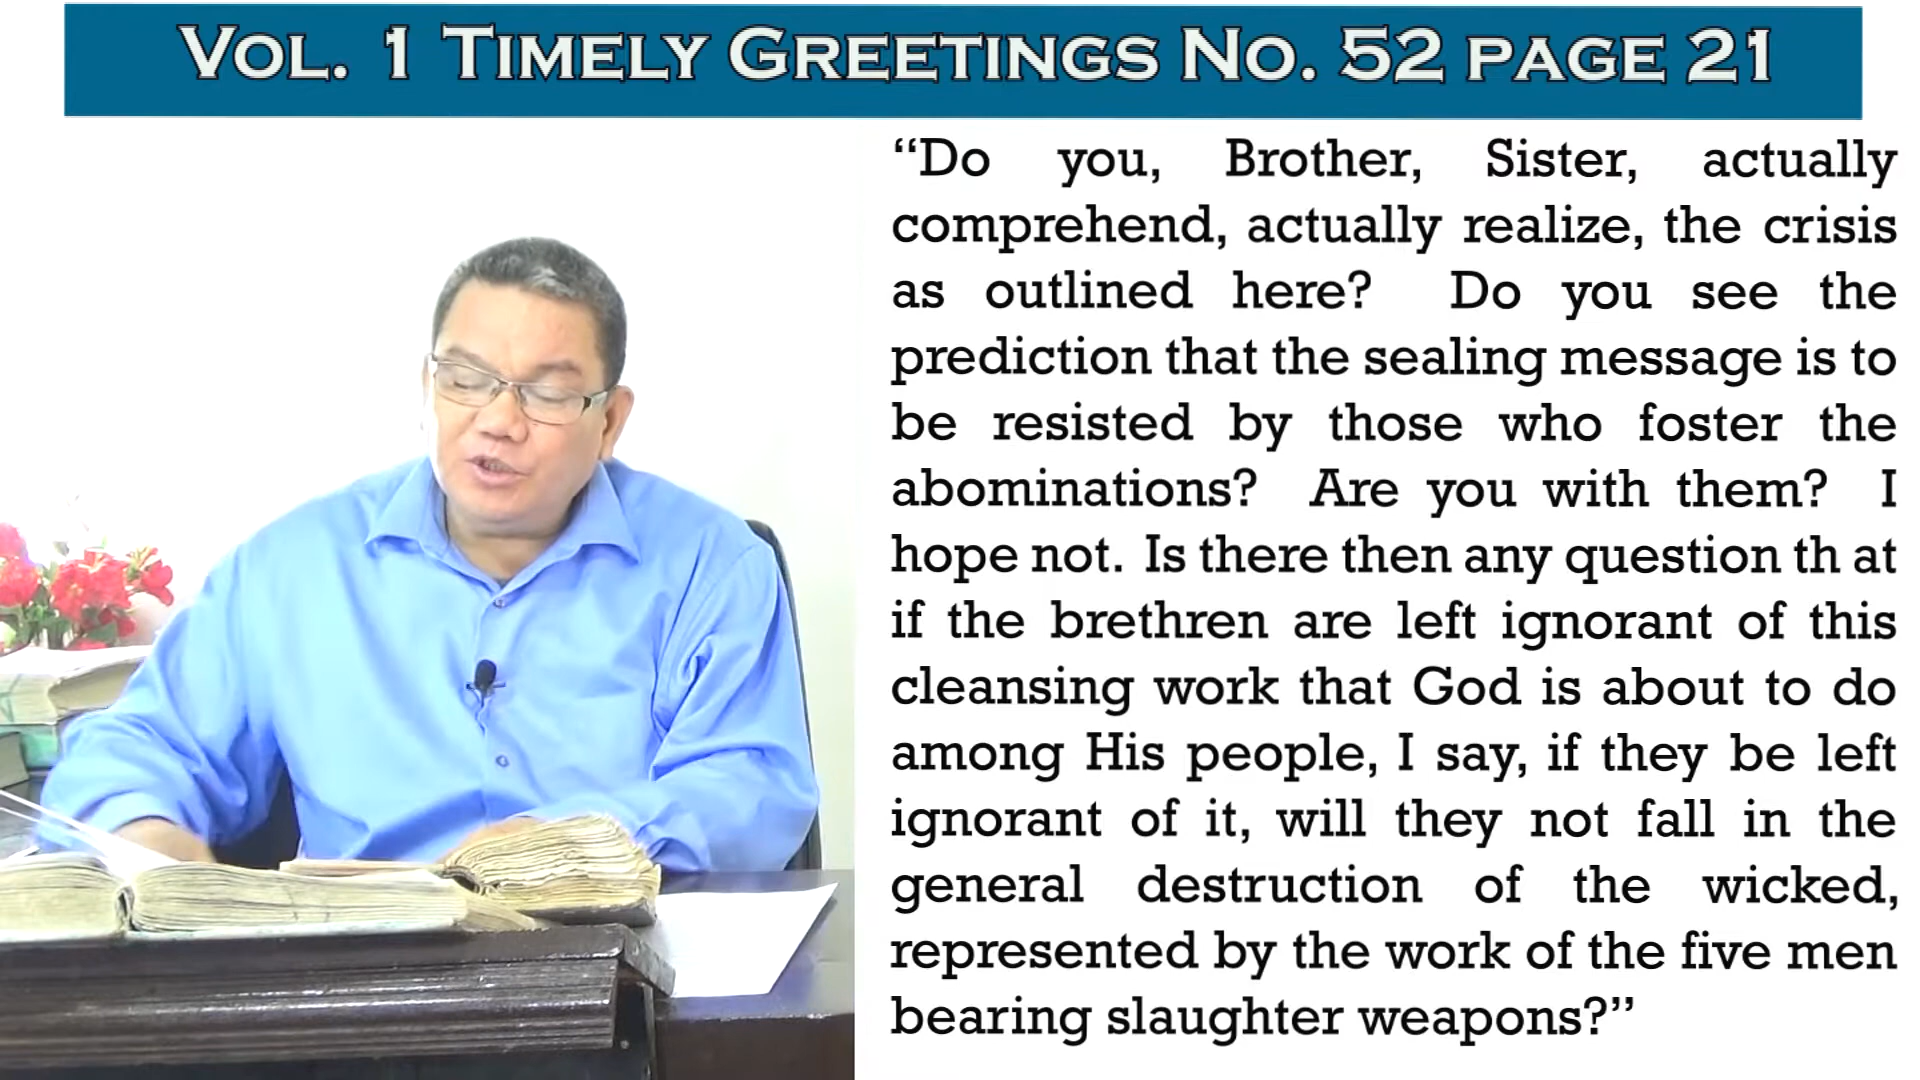 Vol. 1 Timely Greetings No. 52 page 21
“Do you, Brother, Sister, actually
comprehend, actually realize, the crisis
as outlined here? Do you see the
prediction that the sealing message is to
be resisted by those who foster the
abominations? Are you with them? I
hope not. Is there then any question th at
if the brethren are left ignorant of this
cleansing work that God is about to do
among His people, I say, if they be left
ignorant of it, will they not fall in the
general destruction of the wicked,
represented by the work of the five men
bearing slaughter weapons?”